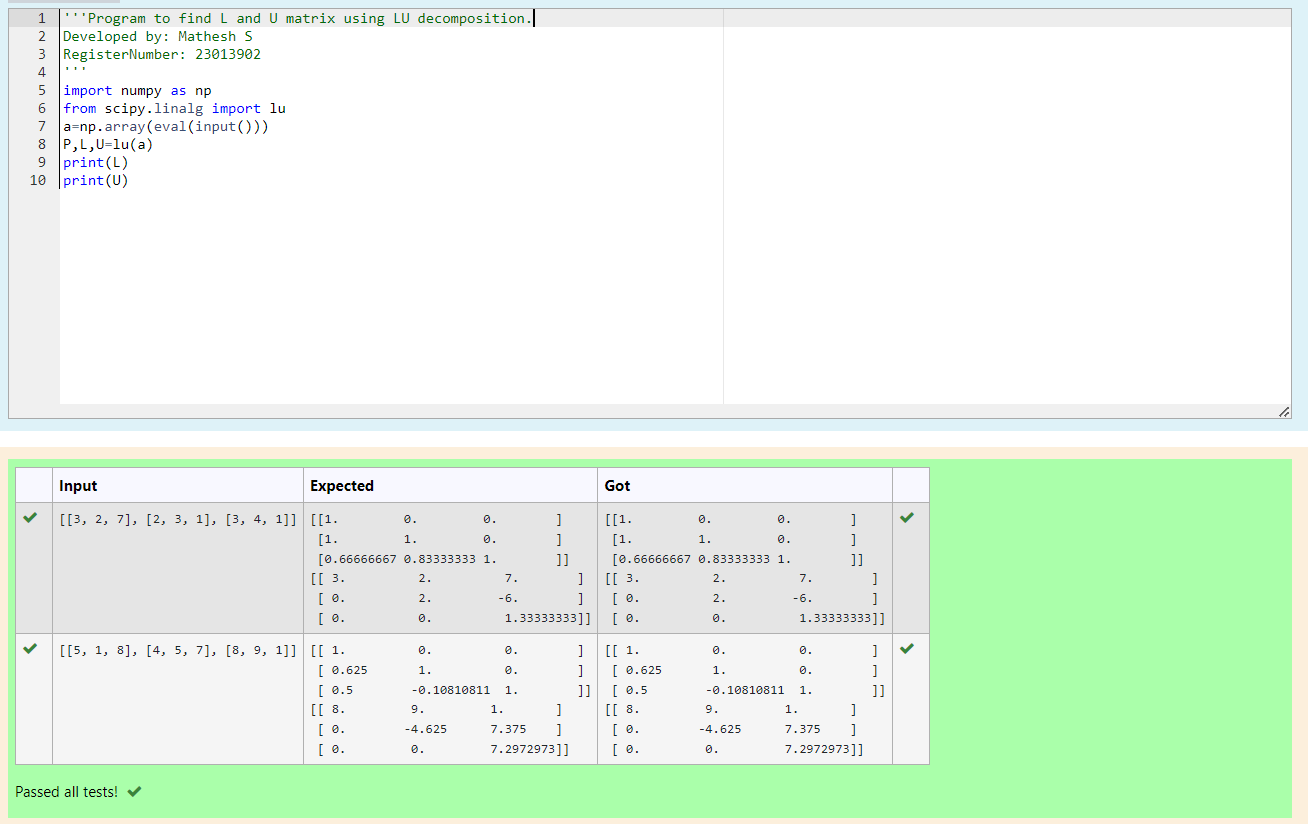 1 '''Program to find L and U matrix using LU decomposition.
2 Developed by: Mathesh S
3 RegisterNumber: 23013902
4 '''
5 import numpy as np
6 from scipy.linalg import lu
7 a=np.array(eval(input()))
8 P,L,U=lu(a)
9 print(L)
10 print(U)
Input Expected Got
[[3, 2, 7], [2, 3, 1], [3, 4, 1]] [[1. 0. 0. ] [[1. 0. 0. ]
[1. 1. 0. ] [1. 1. 0. ]
[0.66666667 0.83333333 1. ]] [0.66666667 0.83333333 1. ]]
[[ 3. 2. 7. ] [[ 3. 2. 7. ]
[ 0. 2. -6. ] [ 0. 2. -6. ]
[ 0. 0. 1.33333333]] [ 0. 0. 1.33333333]]
[[5, 1, 8], [4, 5, 7], [8, 9, 1]] [[ 1. 0. 0. ] [[ 1. 0. 0. ]
[ 0.625 1. 0. ] [ 0.625 1. 0. ]
[ 0.5 -0.10810811 1. ]] [ 0.5 -0.10810811 1. ]]
[[ 8. 9. 1. ] [[ 8. 9. 1. ]
[ 0. -4.625 7.375 ] [ 0. -4.625 7.375 ]
[ 0. 0. 7.2972973]] [ 0. 0. 7.2972973]]
Passed all tests!